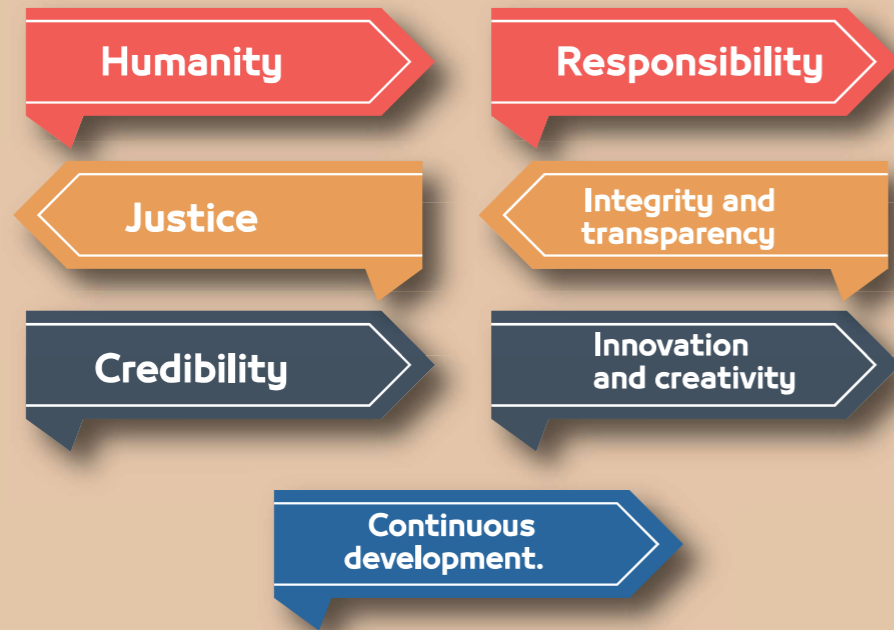 Humanity
Responsibility
Justice
Integrity and
transparency
Credibility
Innovation
and creativity
Continuous
development.